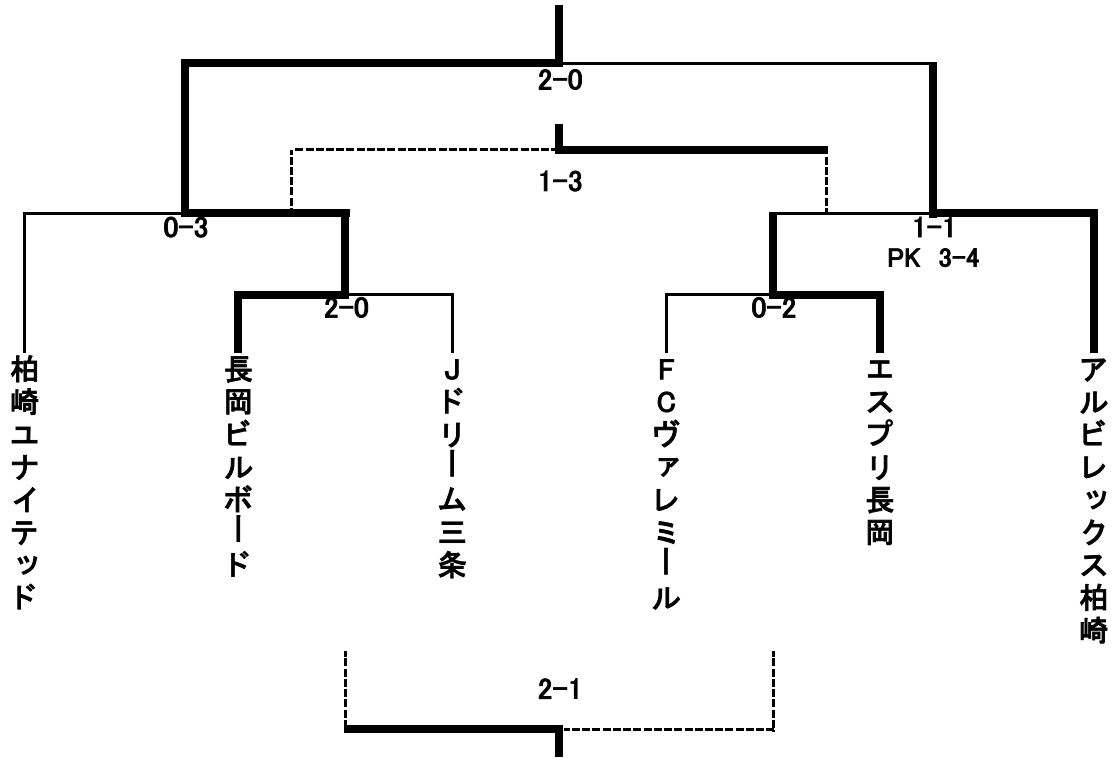 2-0
1-3
0-3
1-1
PK 3-4
2-0
0-2
柏崎ユナイテッド
長岡ビルボード
Jドリーム三条
FCヴァレミール
エスプリ長岡
アルビレックス柏崎
2-1